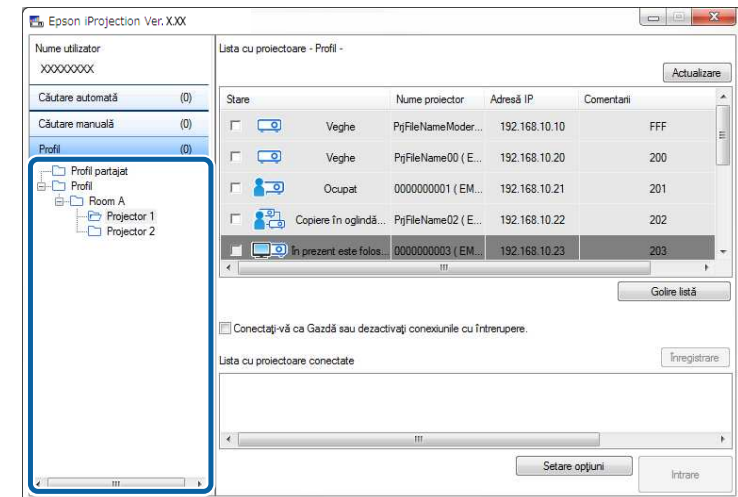 Epson iProjection Ver. X.XX
Nume utilizator
XXXXXXXX
Căutare automată (0)
Căutare manuală (0)
Profil (0)
Profil partajat
Profil
Room A
Projector 1
Projector 2
Lista cu proiectoare - Profil -
Actualizare
Stare Nume proiector Adresă IP Comentarii
Veghe PrjFileNameModer... 192.168.10.10 FFF
Veghe PrjFileName00 ( E... 192.168.10.20 200
Ocupat 0000000001 ( EM... 192.168.10.21 201
Copiere în oglindă... PrjFileName02 ( E... 192.168.10.22 202
În prezent este folos... 0000000003 ( EM... 192.168.10.23 203
Golire listă
Conectaţi-vă ca Gazdă sau dezactivaţi conexiunile cu întrerupere.
Lista cu proiectoare conectate
Înregistrare
Setare opţiuni
Intrare